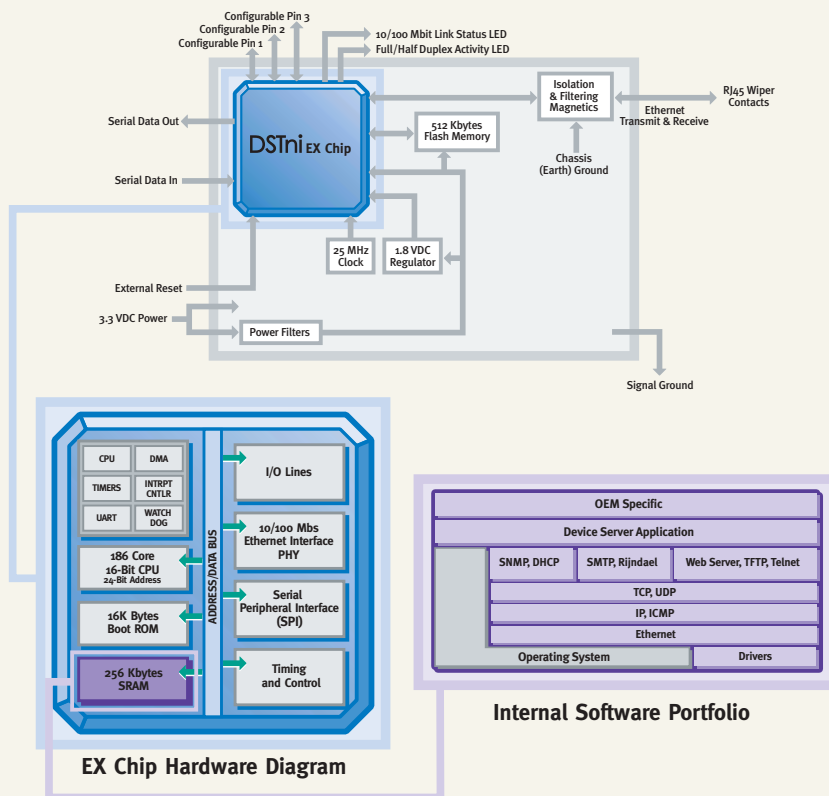 Configurable Pin 3
Configurable Pin 2
Configurable Pin 1
10/100 Mbit Link Status LED
Full/Half Duplex Activity LED
Serial Data Out
DSTni EX Chip
512 Kbytes
Flash Memory
Isolation
& Filtering
Magnetics
RJ45 Wiper
Contacts
Ethernet
Transmit & Receive
Chassis
(Earth) Ground
Serial Data In
25 MHz
Clock
1.8 VDC
Regulator
External Reset
3.3 VDC Power
Power Filters
Signal Ground
CPU
DMA
TIMERS
INTRPT
CNTLR
UART
WATCH
DOG
186 Core
16-Bit CPU
24-Bit Address
16K Bytes
Boot ROM
256 Kbytes
SRAM
ADDRESS/DATA BUS
I/O Lines
10/100 Mbs
Ethernet Interface
PHY
Serial
Peripheral Interface
(SPI)
Timing
and Control
EX Chip Hardware Diagram
OEM Specific
Device Server Application
SNMP, DHCP
SMTP, Rijndael
Web Server, TFTP, Telnet
TCP, UDP
IP, ICMP
Ethernet
Operating System
Drivers
Internal Software Portfolio